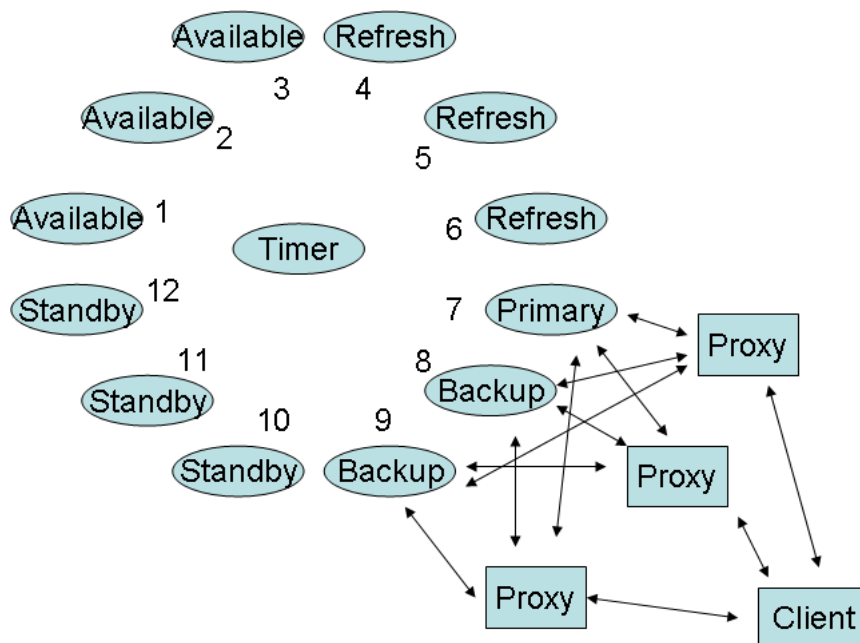 Available Refresh
3 4
Available Refresh
2 5
Available 1 6 Refresh
Timer
Standby 12 7 Primary
Proxy
11 8
Standby Backup
10 9
Standby Backup Proxy
Proxy
Client